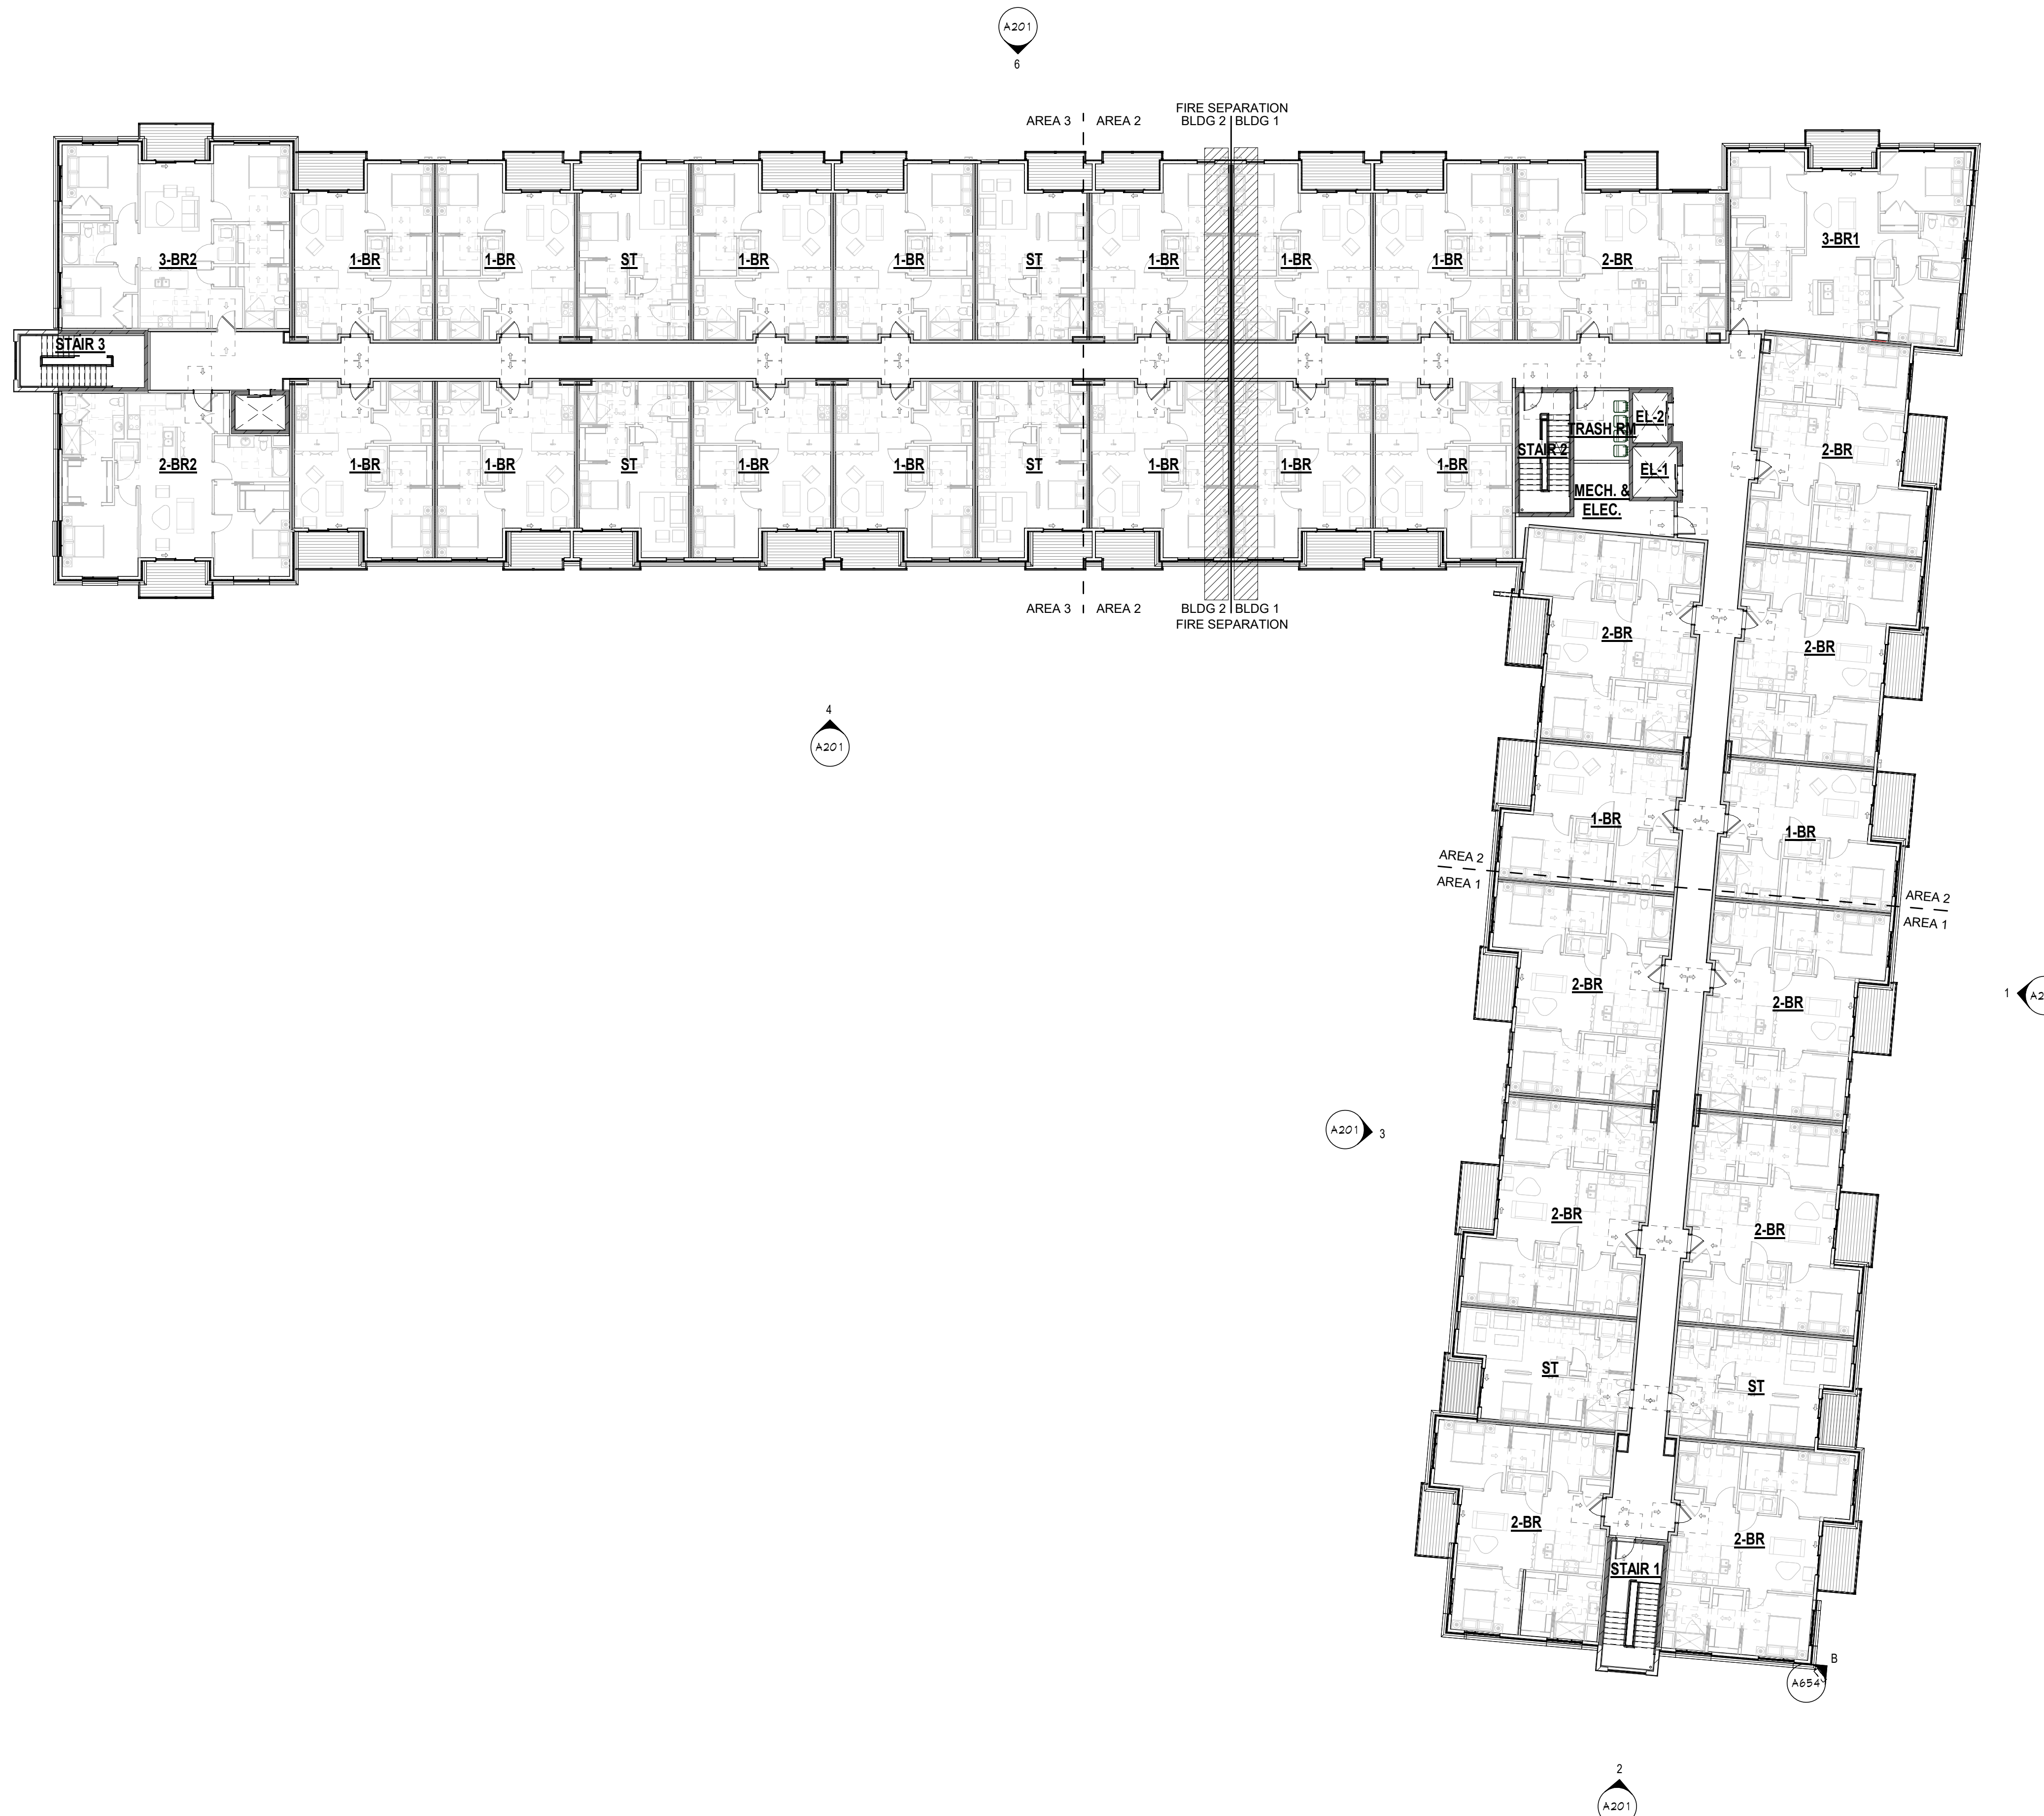 A201
6
FIRE SEPARATION
AREA 3 AREA 2 BLDG 2 BLDG 1
3-BR2 1-BR 1-BR ST 1-BR 1-BR ST 1-BR 1-BR 1-BR 2-BR 3-BR1
STAIR 3
EL-2
TRASH RM
STAIR 2
2-BR
2-BR2 1-BR 1-BR ST 1-BR 1-BR ST 1-BR 1-BR 1-BR
EL-1
MECH. &
ELEC.
AREA 3 AREA 2 BLDG 2 BLDG 1
FIRE SEPARATION
2-BR 2-BR
4
A201
1-BR 1-BR
AREA 2
AREA 1
AREA 2
AREA 1
2-BR 2-BR
1
A201 3
2-BR 2-BR
ST ST
2-BR 2-BR
STAIR 1
B
A654
2
A201